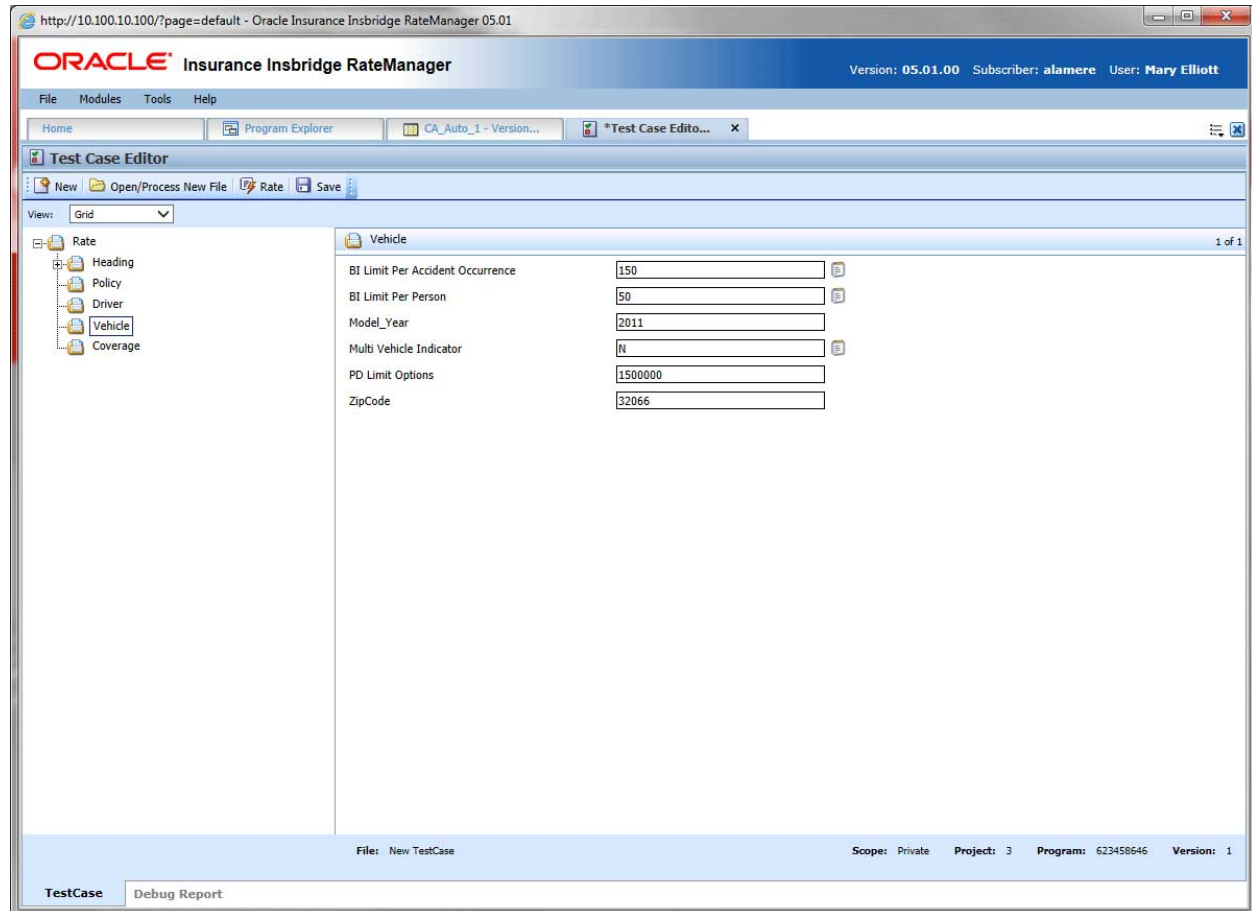 http://10.100.10.100/?page=default - Oracle Insurance Insbridge RateManager 05.01
ORACLE Insurance Insbridge RateManager
Version: 05.01.00 Subscriber: alamere User: Mary Elliott
File Modules Tools Help
Home Program Explorer CA_Auto_1 - Version... *Test Case Edito... x
Test Case Editor
New Open/Process New File Rate Save
View: Grid
Rate
Heading
Policy
Driver
Vehicle
Coverage
Vehicle 1 of 1
BI Limit Per Accident Occurrence 150
BI Limit Per Person 50
Model_Year 2011
Multi Vehicle Indicator N
PD Limit Options 1500000
ZipCode 32066
File: New TestCase Scope: Private Project: 3 Program: 623458646 Version: 1
TestCase Debug Report